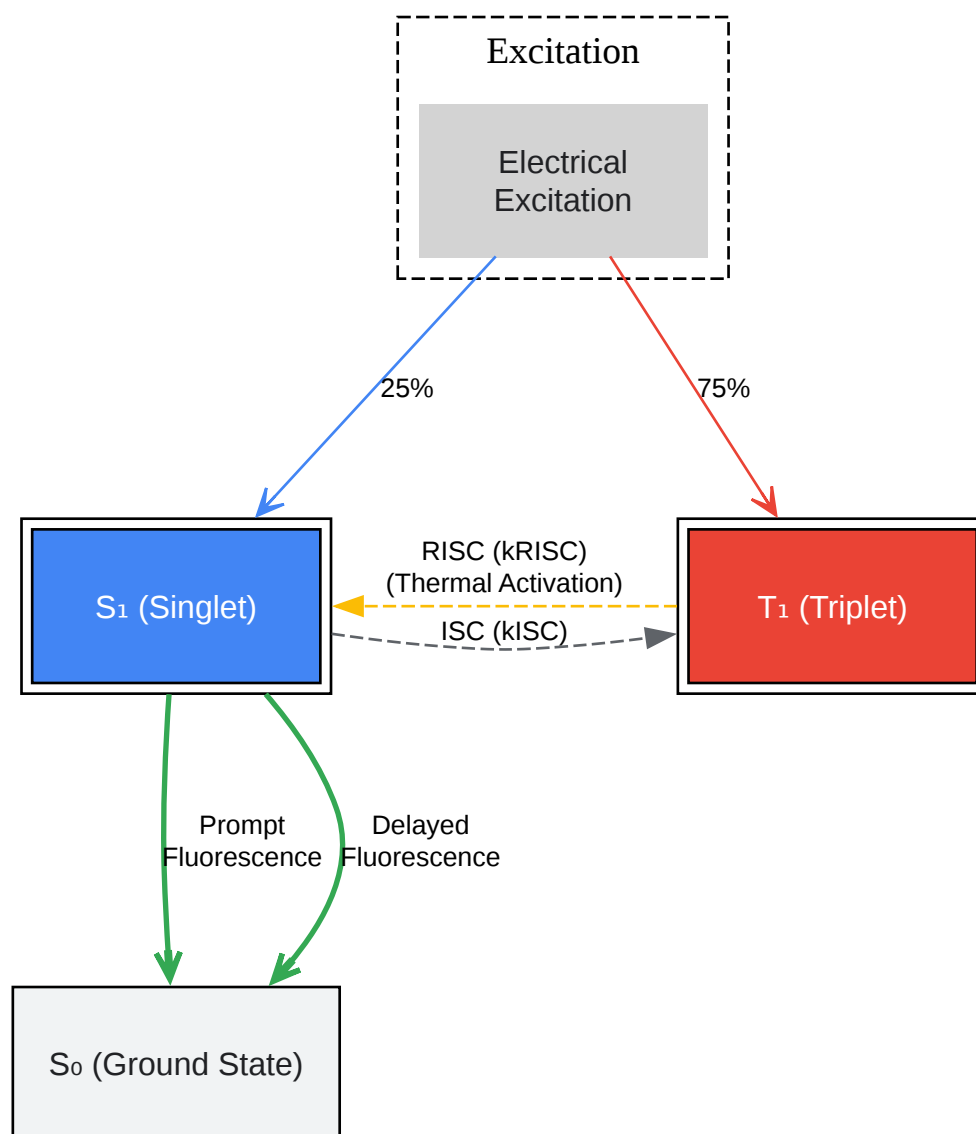 Excitation
Electrical
Excitation
25%
75%
RISC (kRISC)
(Thermal Activation)
S₁ (Singlet)
T₁ (Triplet)
ISC (kISC)
Prompt
Fluorescence
Delayed
Fluorescence
S₀ (Ground State)